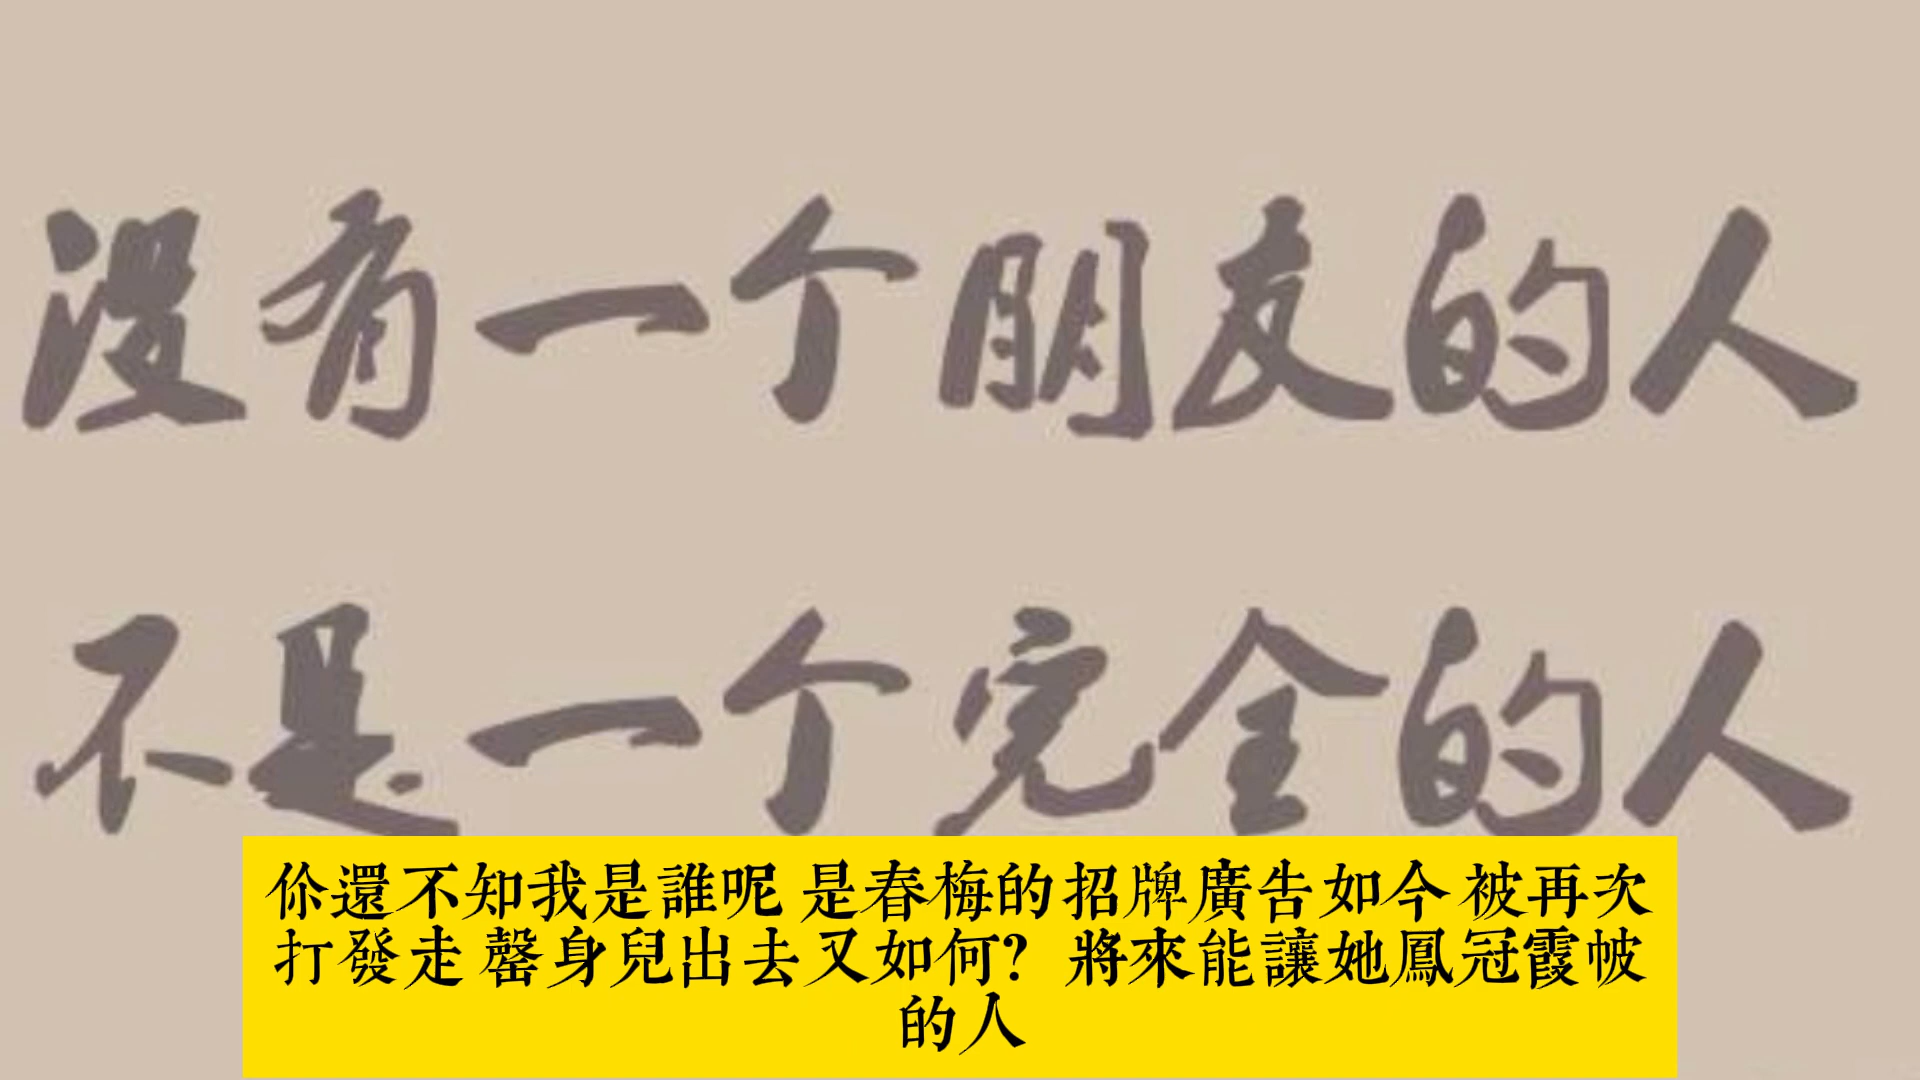 没有一个朋友的人
不是一个完全的人
你還不知我是誰呢 是春梅的招牌廣告如今 被再次
打發走 罄身兒出去 又如何? 將來能讓她鳳冠霞帔
的人